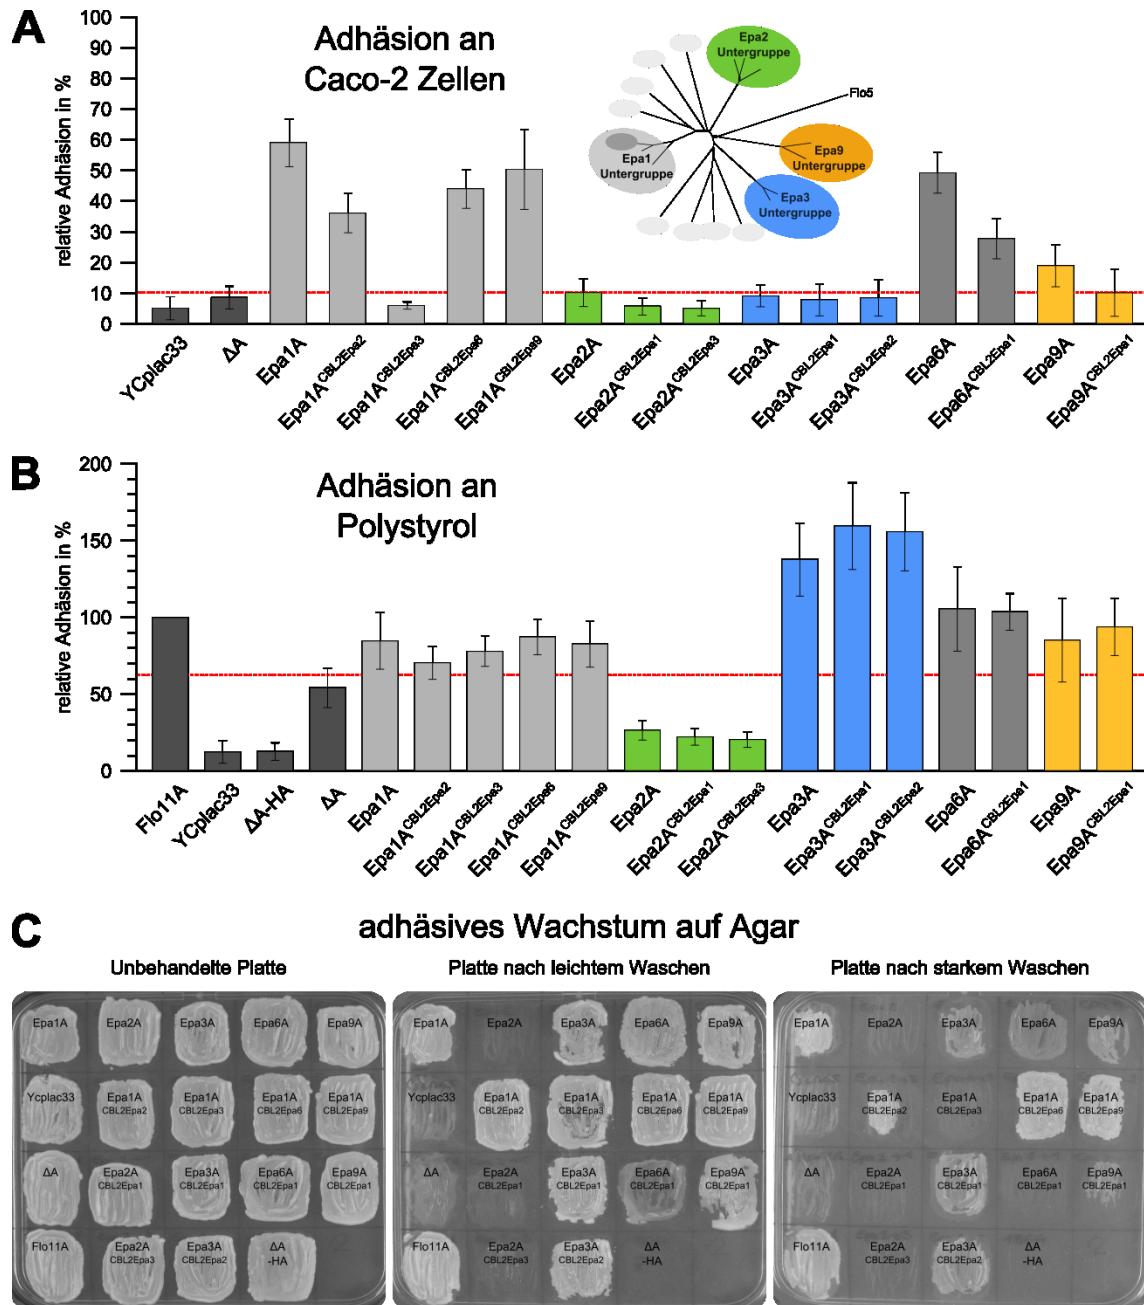 A
Adhäsion an
Caco-2 Zellen
relative Adhäsion in %
100
90
80
70
60
50
40
30
20
10
0
Epa2
Untergruppe
Flo5
Epa1
Untergruppe
Epa9
Untergruppe
Epa3
Untergruppe
YCplac33
ΔA
Epa1A
Epa1A^CBL2Epa2
Epa1A^CBL2Epa3
Epa1A^CBL2Epa6
Epa1A^CBL2Epa9
Epa2A
Epa2A^CBL2Epa1
Epa2A^CBL2Epa3
Epa3A
Epa3A^CBL2Epa1
Epa3A^CBL2Epa2
Epa6A
Epa6A^CBL2Epa1
Epa9A
Epa9A^CBL2Epa1
B
Adhäsion an
Polystyrol
relative Adhäsion in %
200
150
100
50
0
Flo11A
YCplac33
ΔA-HA
ΔA
Epa1A
Epa1A^CBL2Epa2
Epa1A^CBL2Epa3
Epa1A^CBL2Epa6
Epa1A^CBL2Epa9
Epa2A
Epa2A^CBL2Epa1
Epa2A^CBL2Epa3
Epa3A
Epa3A^CBL2Epa1
Epa3A^CBL2Epa2
Epa6A
Epa6A^CBL2Epa1
Epa9A
Epa9A^CBL2Epa1
C
adhäsives Wachstum auf Agar
Unbehandelte Platte
Epa1A Epa2A Epa3A Epa6A Epa9A
Ycplac33 Epa1A Epa1A Epa1A Epa1A
CBL2Epa2 CBL2Epa3 CBL2Epa6 CBL2Epa9
ΔA Epa2A Epa3A Epa6A Epa9A
CBL2Epa1 CBL2Epa1 CBL2Epa1 CBL2Epa1
Flo11A Epa2A Epa3A ΔA
CBL2Epa3 CBL2Epa2 -HA
Platte nach leichtem Waschen
Epa1A Epa2A Epa3A Epa6A Epa9A
Ycplac33 Epa1A Epa1A Epa1A Epa1A
CBL2Epa2 CBL2Epa3 CBL2Epa6 CBL2Epa9
ΔA Epa2A Epa3A Epa6A Epa9A
CBL2Epa1 CBL2Epa1 CBL2Epa1 CBL2Epa1
Flo11A Epa2A Epa3A ΔA
CBL2Epa3 CBL2Epa2 -HA
Platte nach starkem Waschen
Epa1A Epa2A Epa3A Epa6A Epa9A
Ycplac33 Epa1A Epa1A Epa1A Epa1A
CBL2Epa2 CBL2Epa3 CBL2Epa6 CBL2Epa9
ΔA Epa2A Epa3A Epa6A Epa9A
CBL2Epa1 CBL2Epa1 CBL2Epa1 CBL2Epa1
Flo11A Epa2A Epa3A ΔA
CBL2Epa3 CBL2Epa2 -HA